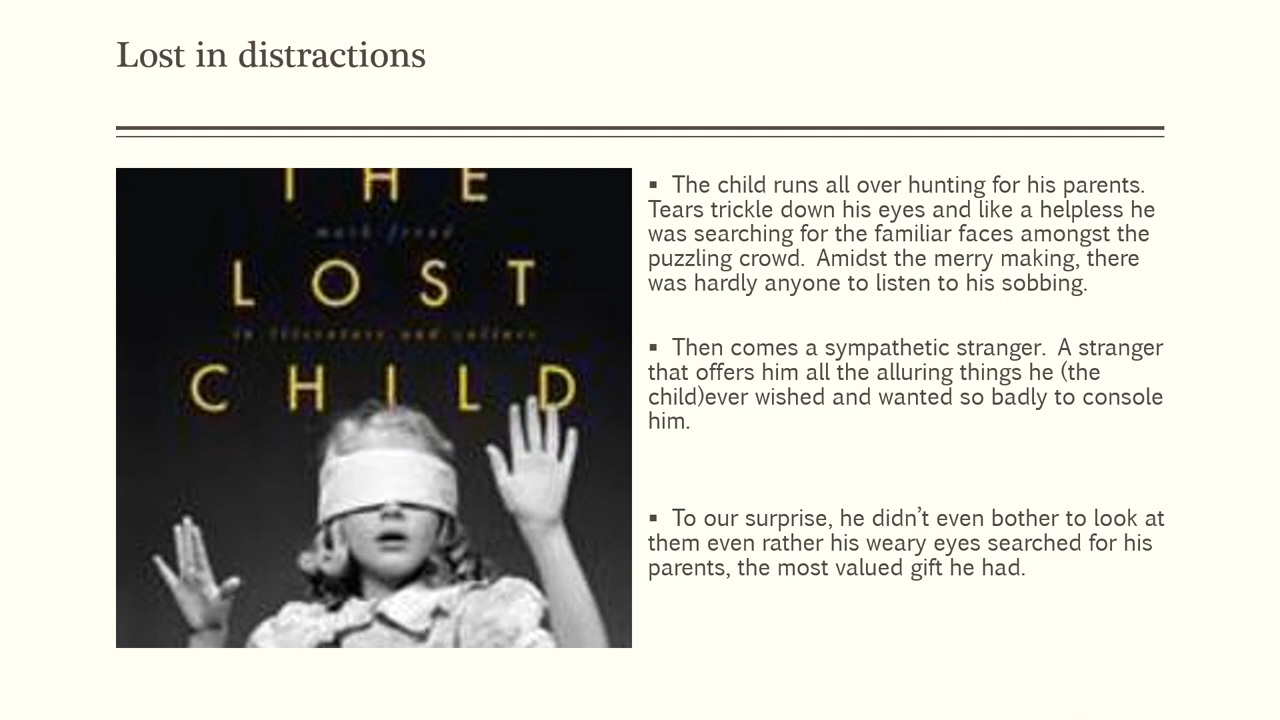 Lost in distractions
THE
LOST
in literature and culture
CHILD
▪ The child runs all over hunting for his parents.
Tears trickle down his eyes and like a helpless he
was searching for the familiar faces amongst the
puzzling crowd.  Amidst the merry making, there
was hardly anyone to listen to his sobbing.
▪ Then comes a sympathetic stranger.  A stranger
that offers him all the alluring things he (the
child)ever wished and wanted so badly to console
him.
▪ To our surprise, he didn’t even bother to look at
them even rather his weary eyes searched for his
parents, the most valued gift he had.